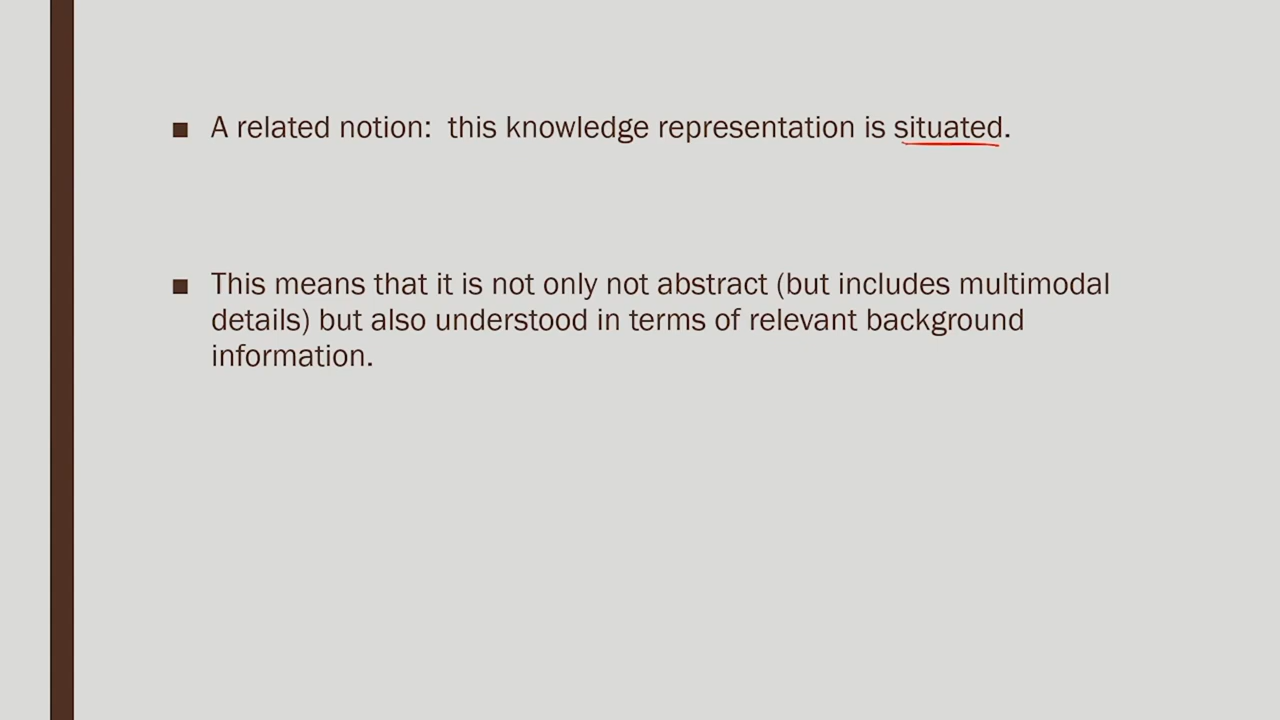 ■ A related notion:  this knowledge representation is situated.
■ This means that it is not only not abstract (but includes multimodal
details) but also understood in terms of relevant background
information.